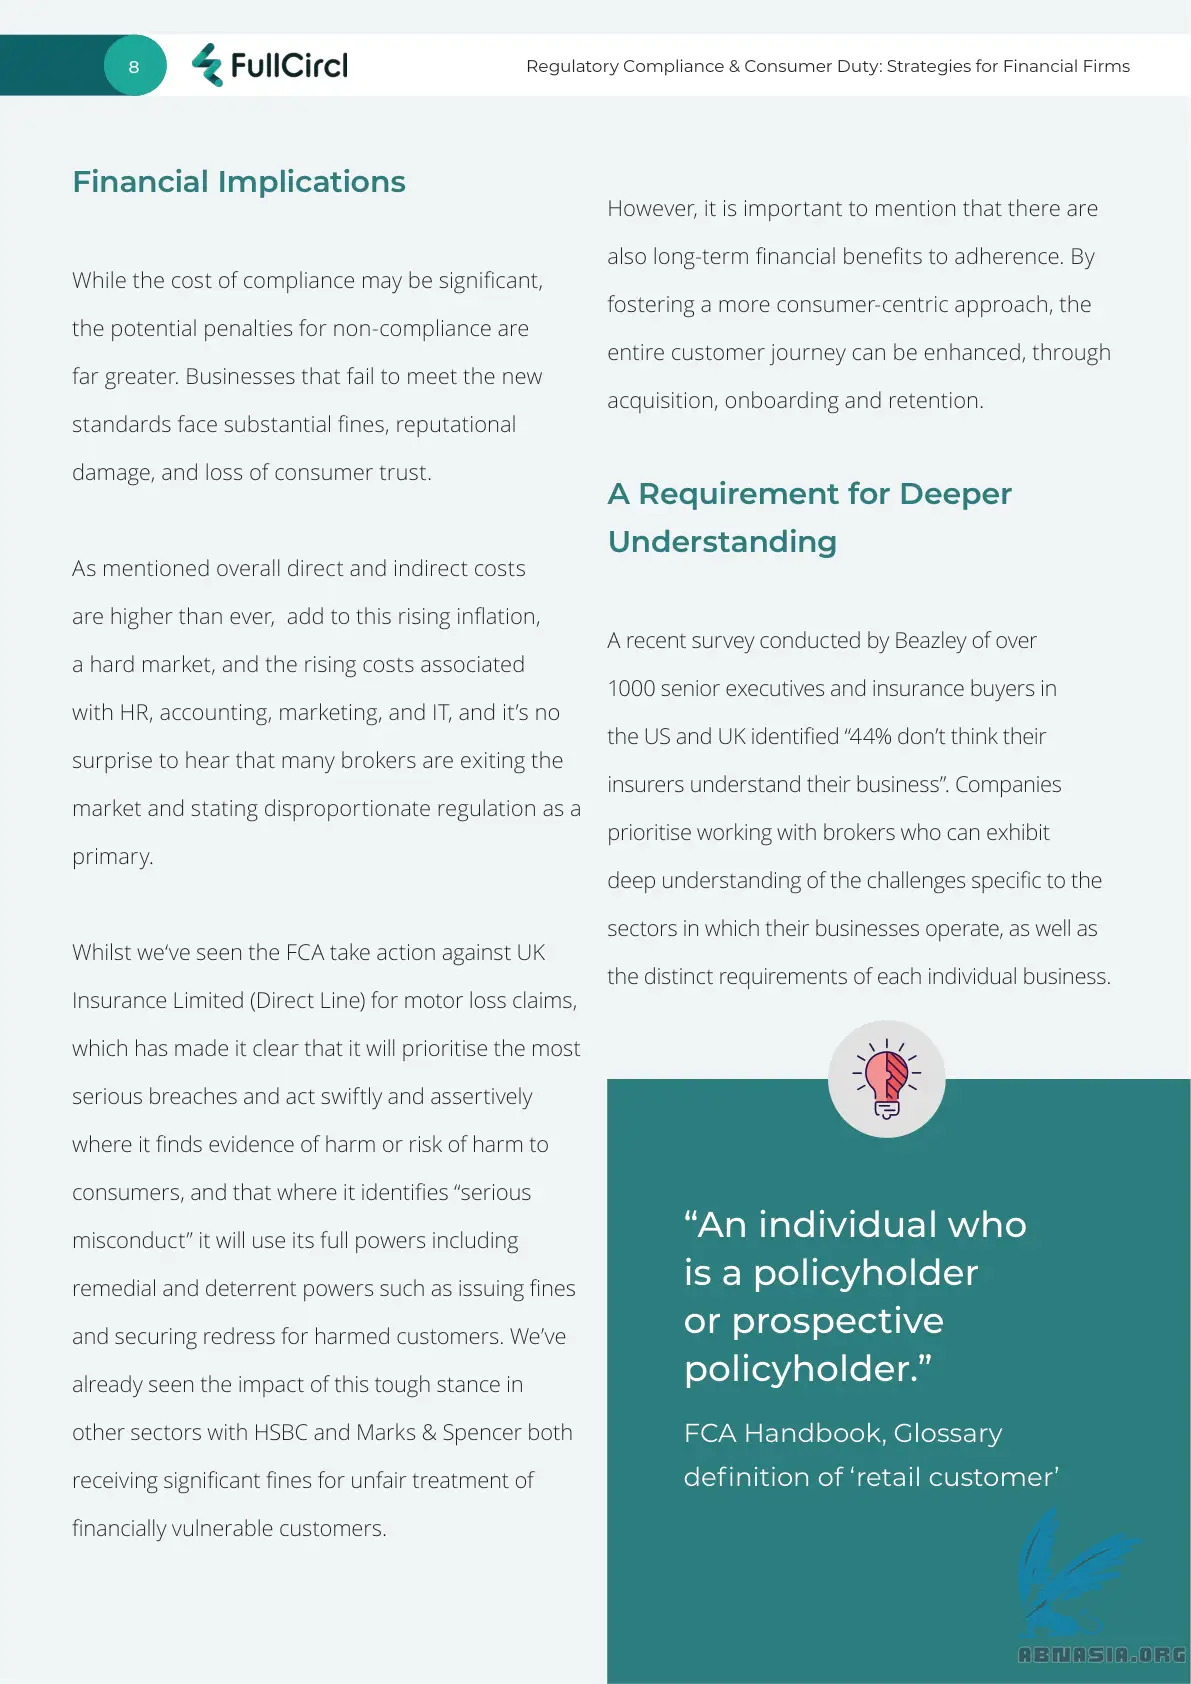 8
FullCircl
Regulatory Compliance & Consumer Duty: Strategies for Financial Firms
Financial Implications
While the cost of compliance may be significant,
the potential penalties for non-compliance are
far greater. Businesses that fail to meet the new
standards face substantial fines, reputational
damage, and loss of consumer trust.
As mentioned overall direct and indirect costs
are higher than ever,  add to this rising inflation,
a hard market, and the rising costs associated
with HR, accounting, marketing, and IT, and it’s no
surprise to hear that many brokers are exiting the
market and stating disproportionate regulation as a
primary.
Whilst we‘ve seen the FCA take action against UK
Insurance Limited (Direct Line) for motor loss claims,
which has made it clear that it will prioritise the most
serious breaches and act swiftly and assertively
where it finds evidence of harm or risk of harm to
consumers, and that where it identifies “serious
misconduct” it will use its full powers including
remedial and deterrent powers such as issuing fines
and securing redress for harmed customers. We’ve
already seen the impact of this tough stance in
other sectors with HSBC and Marks & Spencer both
receiving significant fines for unfair treatment of
financially vulnerable customers.
However, it is important to mention that there are
also long-term financial benefits to adherence. By
fostering a more consumer-centric approach, the
entire customer journey can be enhanced, through
acquisition, onboarding and retention.
A Requirement for Deeper
Understanding
A recent survey conducted by Beazley of over
1000 senior executives and insurance buyers in
the US and UK identified “44% don’t think their
insurers understand their business”. Companies
prioritise working with brokers who can exhibit
deep understanding of the challenges specific to the
sectors in which their businesses operate, as well as
the distinct requirements of each individual business.
“An individual who
is a policyholder
or prospective
policyholder.”
FCA Handbook, Glossary
definition of ‘retail customer’
ABNASIA.ORG